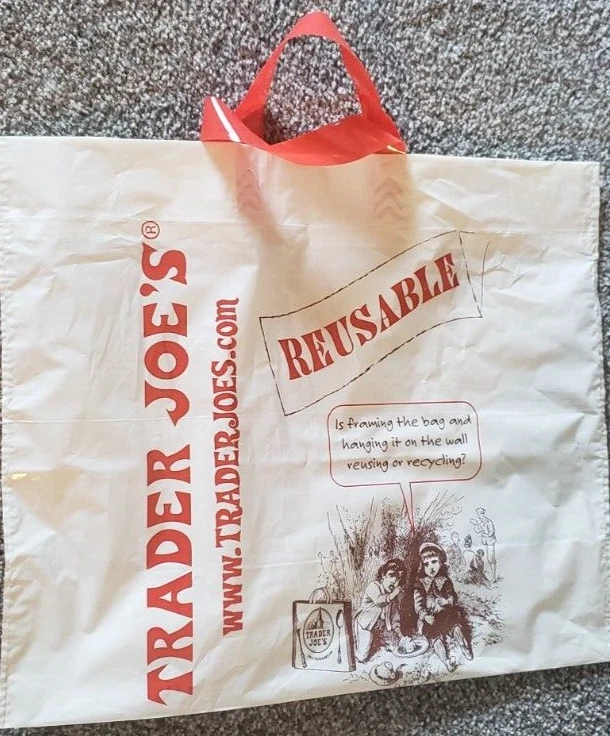 TRADER JOE'S®
www.TRADERJOES.com
REUSABLE
Is framing the bag and
hanging it on the wall
reusing or recycling?
TRADER
JOE'S